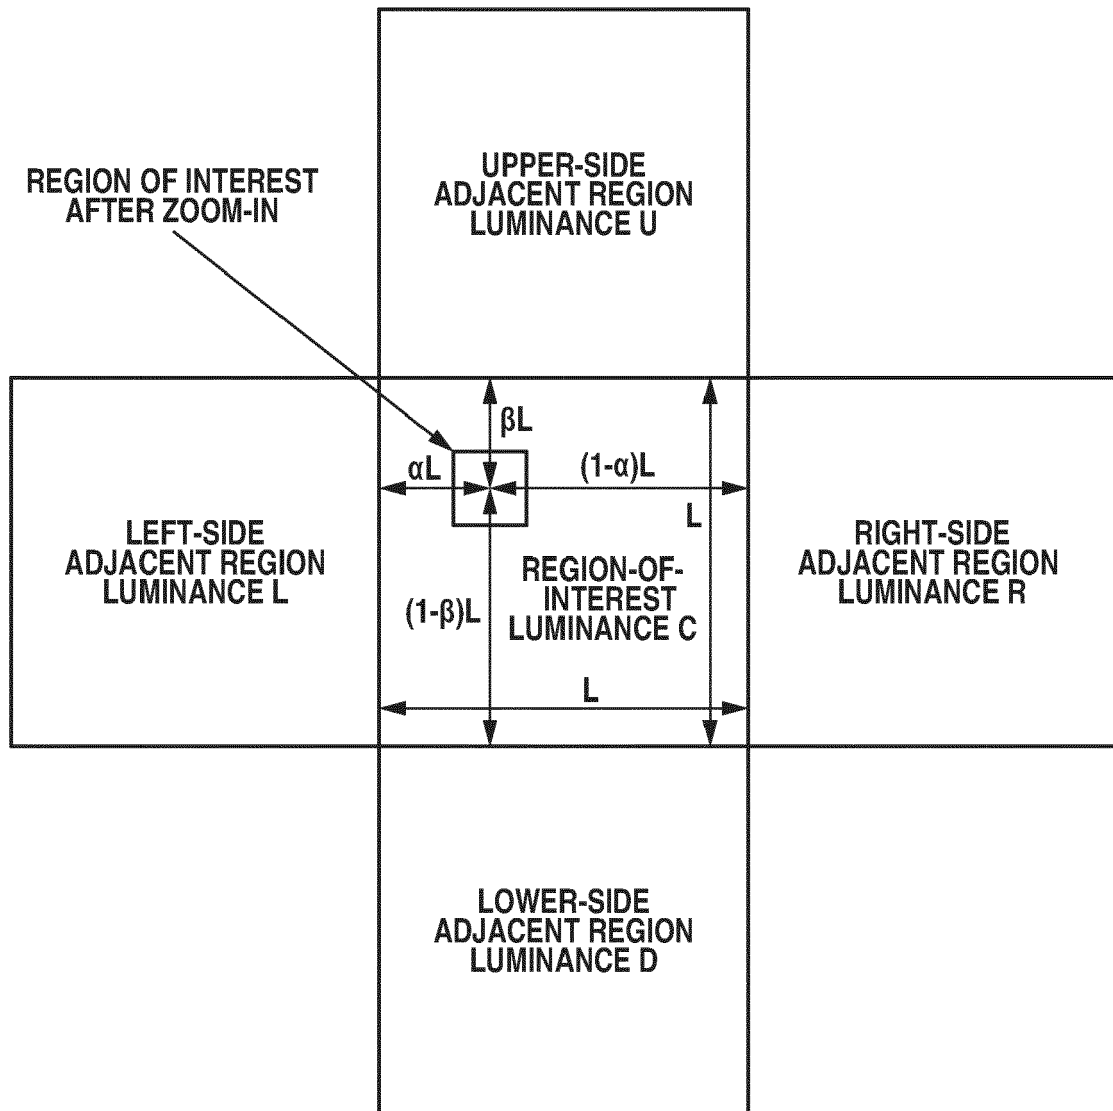 UPPER-SIDE
ADJACENT REGION
LUMINANCE U
REGION OF INTEREST
AFTER ZOOM-IN
βL
αL
(1-α)L
L
LEFT-SIDE
ADJACENT REGION
LUMINANCE L
REGION-OF-
INTEREST
LUMINANCE C
RIGHT-SIDE
ADJACENT REGION
LUMINANCE R
(1-β)L
L
LOWER-SIDE
ADJACENT REGION
LUMINANCE D